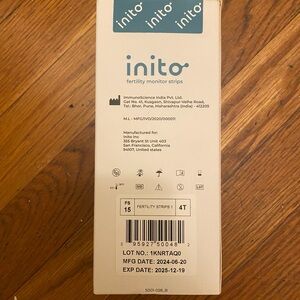 inito
inito
inito
inito
fertility monitor strips
ImmunoScience India Pvt. Ltd.
Gat No. 41, Kusgaon, Shivapur-Velhe Road,
Tal: Bhor, Pune, Maharashtra (India) - 412205
M.L - MFG/IVD/2020/000011
Manufactured for:
Inito Inc
355 Bryant St Unit 403
San Francisco, California
94107, United states
FS
15
FERTILITY STRIPS 1
4T
95927 50048
LOT NO.: 1KNRTAQ0
MFG DATE: 2024-06-20
EXP DATE: 2025-12-19